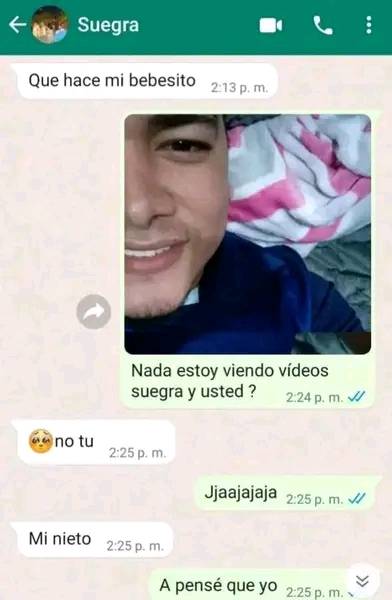 Suegra
Que hace mi bebesito 2:13 p. m.
Nada estoy viendo vídeos
suegra y usted ? 2:24 p. m.
🥺no tu 2:25 p. m.
Jjaajajaja 2:25 p. m.
Mi nieto 2:25 p. m.
A pensé que yo 2:25 p. m.